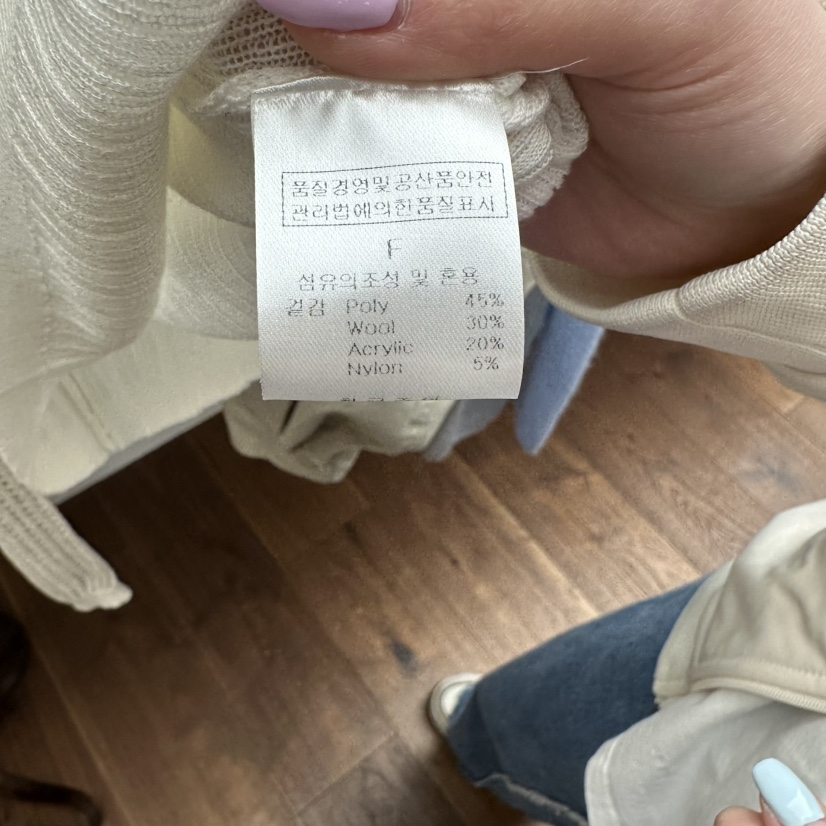 품질경영및공산품안전
관리법에의한품질표시
F
섬유의조성 및 혼용
겉감 Poly 45%
Wool 30%
Acrylic 20%
Nylon 5%